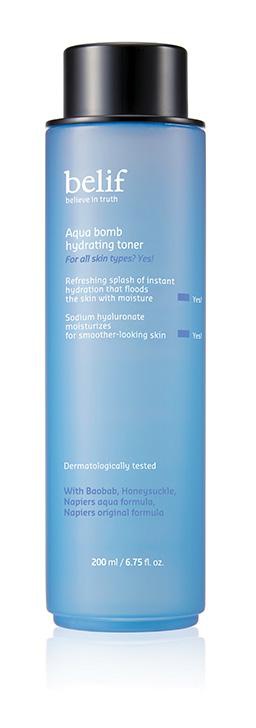 belif
believe in truth
Aqua bomb
hydrating toner
For all skin types? Yes!
Refreshing splash of instant
hydration that floods
the skin with moisture Yes!
Sodium hyaluronate
moisturizes
for smoother-looking skin Yes!
Dermatologically tested
With Baobab, Honeysuckle,
Napiers aqua formula,
Napiers original formula
200 ml / 6.75 fl. oz.